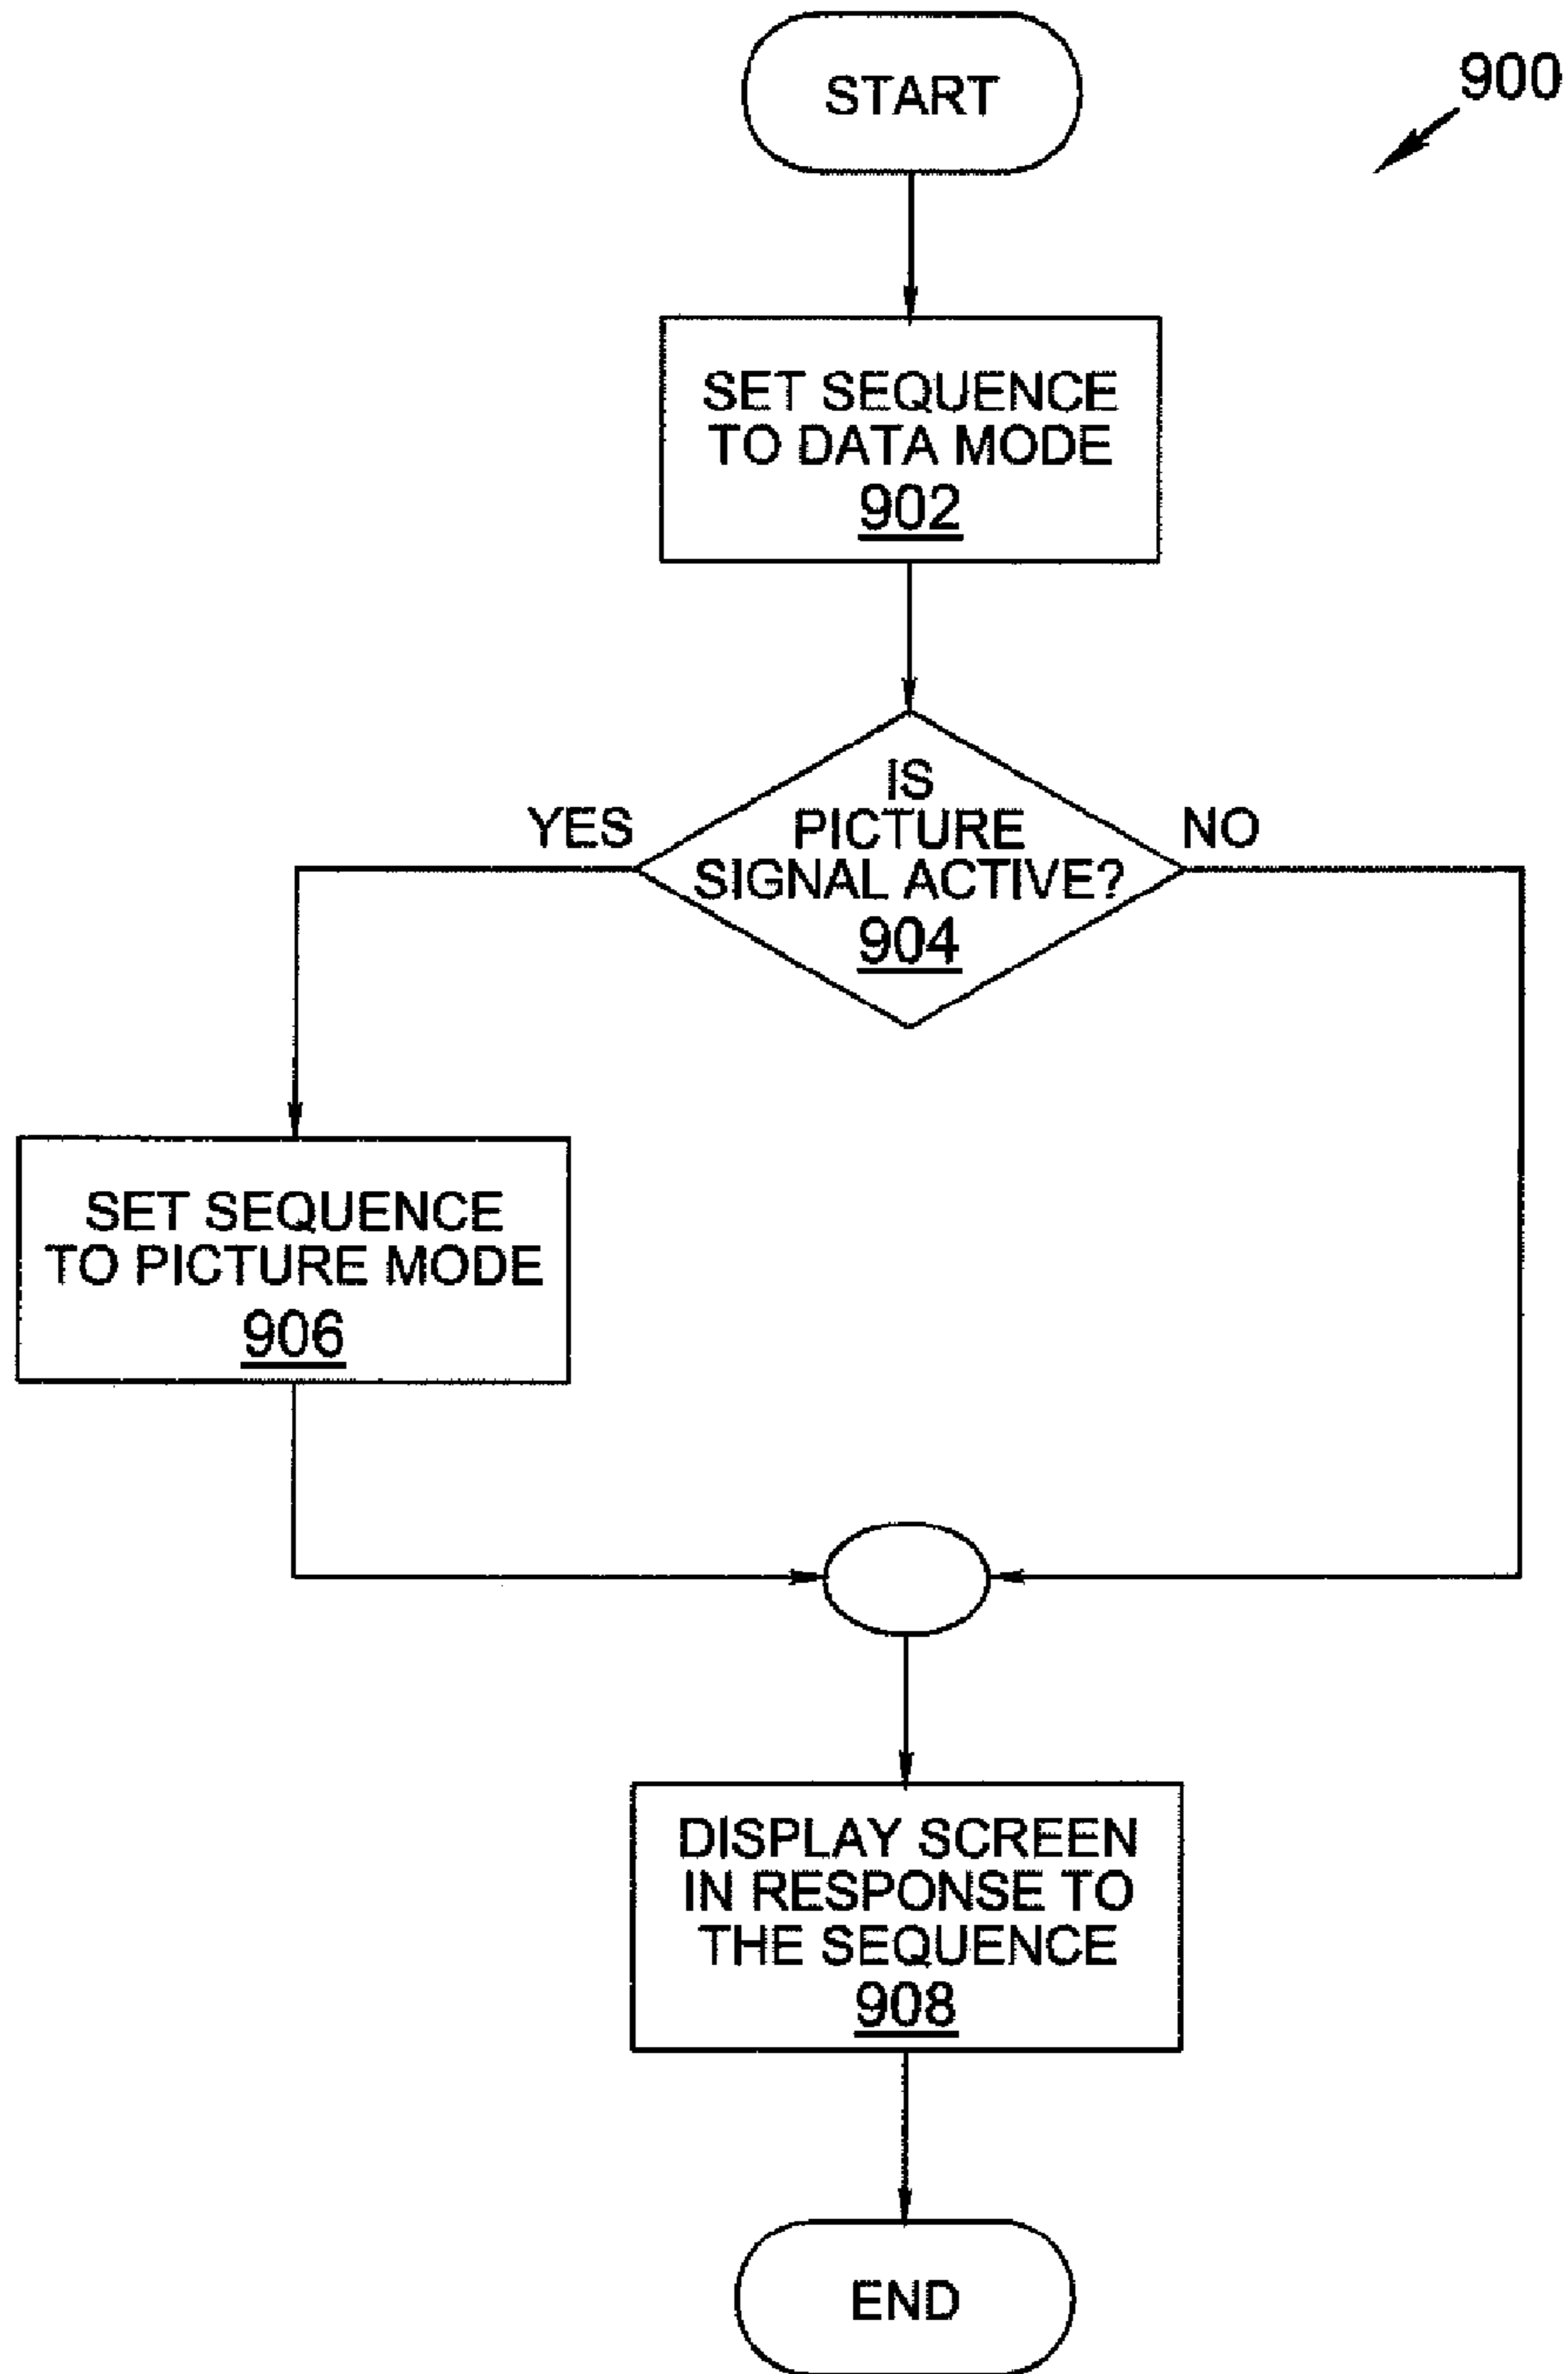 START
900
SET SEQUENCE
TO DATA MODE
902
IS
PICTURE
SIGNAL ACTIVE?
904
YES
NO
SET SEQUENCE
TO PICTURE MODE
906
DISPLAY SCREEN
IN RESPONSE TO
THE SEQUENCE
908
END